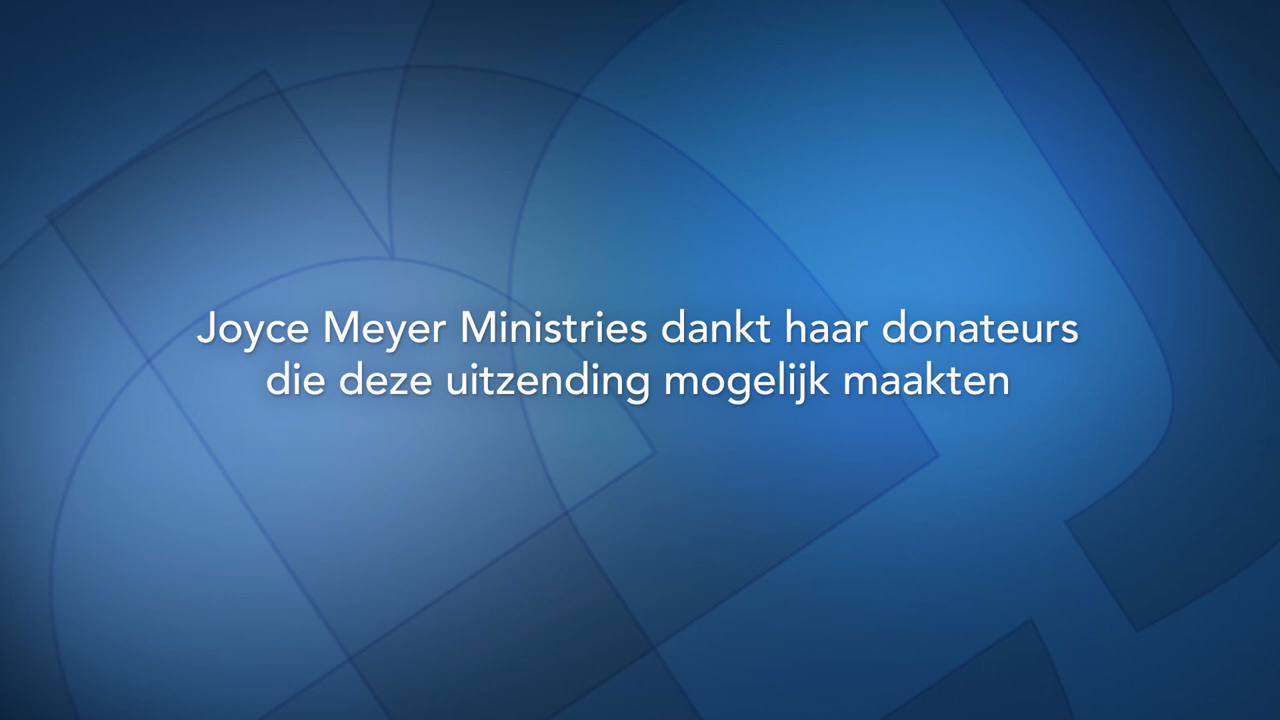 Joyce Meyer Ministries dankt haar donateurs
die deze uitzending mogelijk maakten